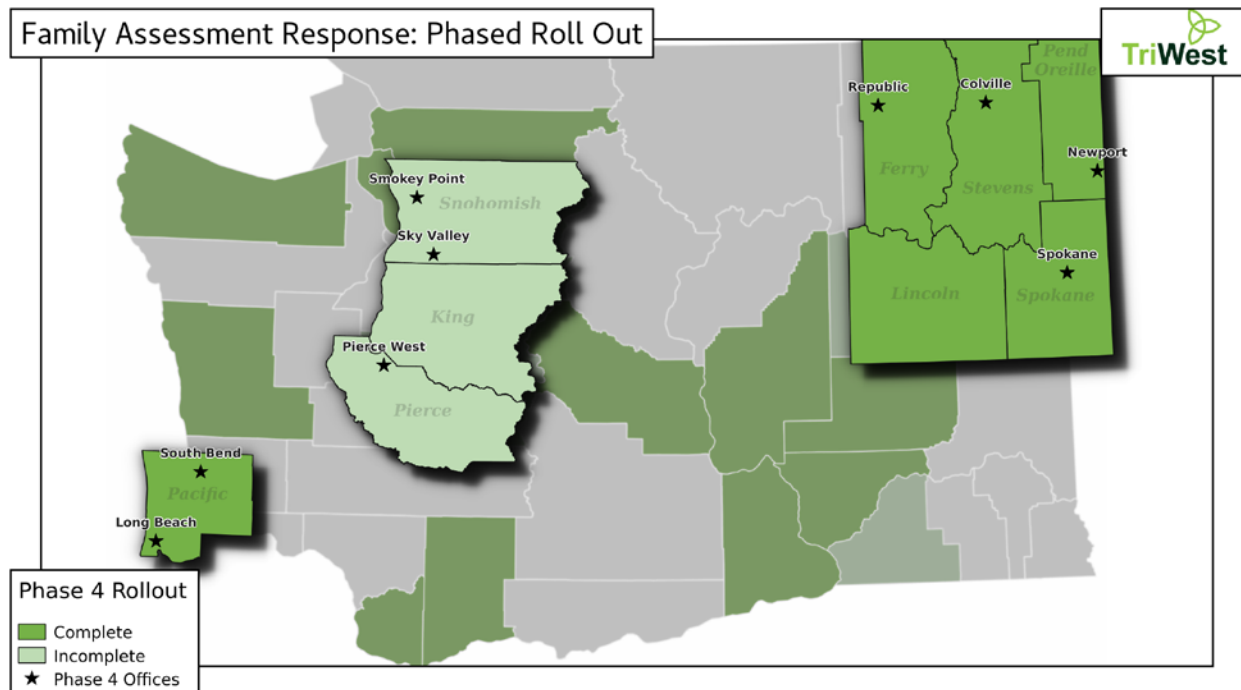 Family Assessment Response: Phased Roll Out
TriWest
Pend
Oreille
Republic
Colville
Newport
Ferry
Stevens
Smokey Point
Snohomish
Sky Valley
Spokane
Lincoln
Spokane
King
Pierce West
Pierce
South Bend
Pacific
Long Beach
Phase 4 Rollout
Complete
Incomplete
Phase 4 Offices